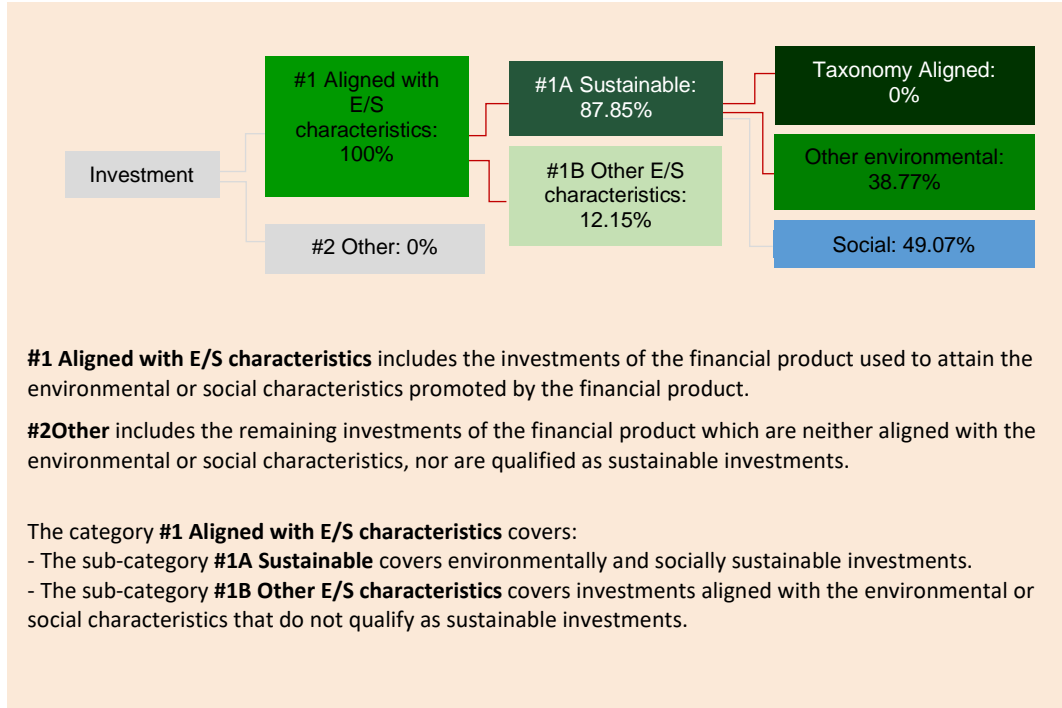 Investment
#1 Aligned with
E/S
characteristics:
100%
#2 Other: 0%
#1A Sustainable:
87.85%
#1B Other E/S
characteristics:
12.15%
Taxonomy Aligned:
0%
Other environmental:
38.77%
Social: 49.07%
#1 Aligned with E/S characteristics includes the investments of the financial product used to attain the
environmental or social characteristics promoted by the financial product.
#2Other includes the remaining investments of the financial product which are neither aligned with the
environmental or social characteristics, nor are qualified as sustainable investments.
The category #1 Aligned with E/S characteristics covers:
- The sub-category #1A Sustainable covers environmentally and socially sustainable investments.
- The sub-category #1B Other E/S characteristics covers investments aligned with the environmental or
social characteristics that do not qualify as sustainable investments.